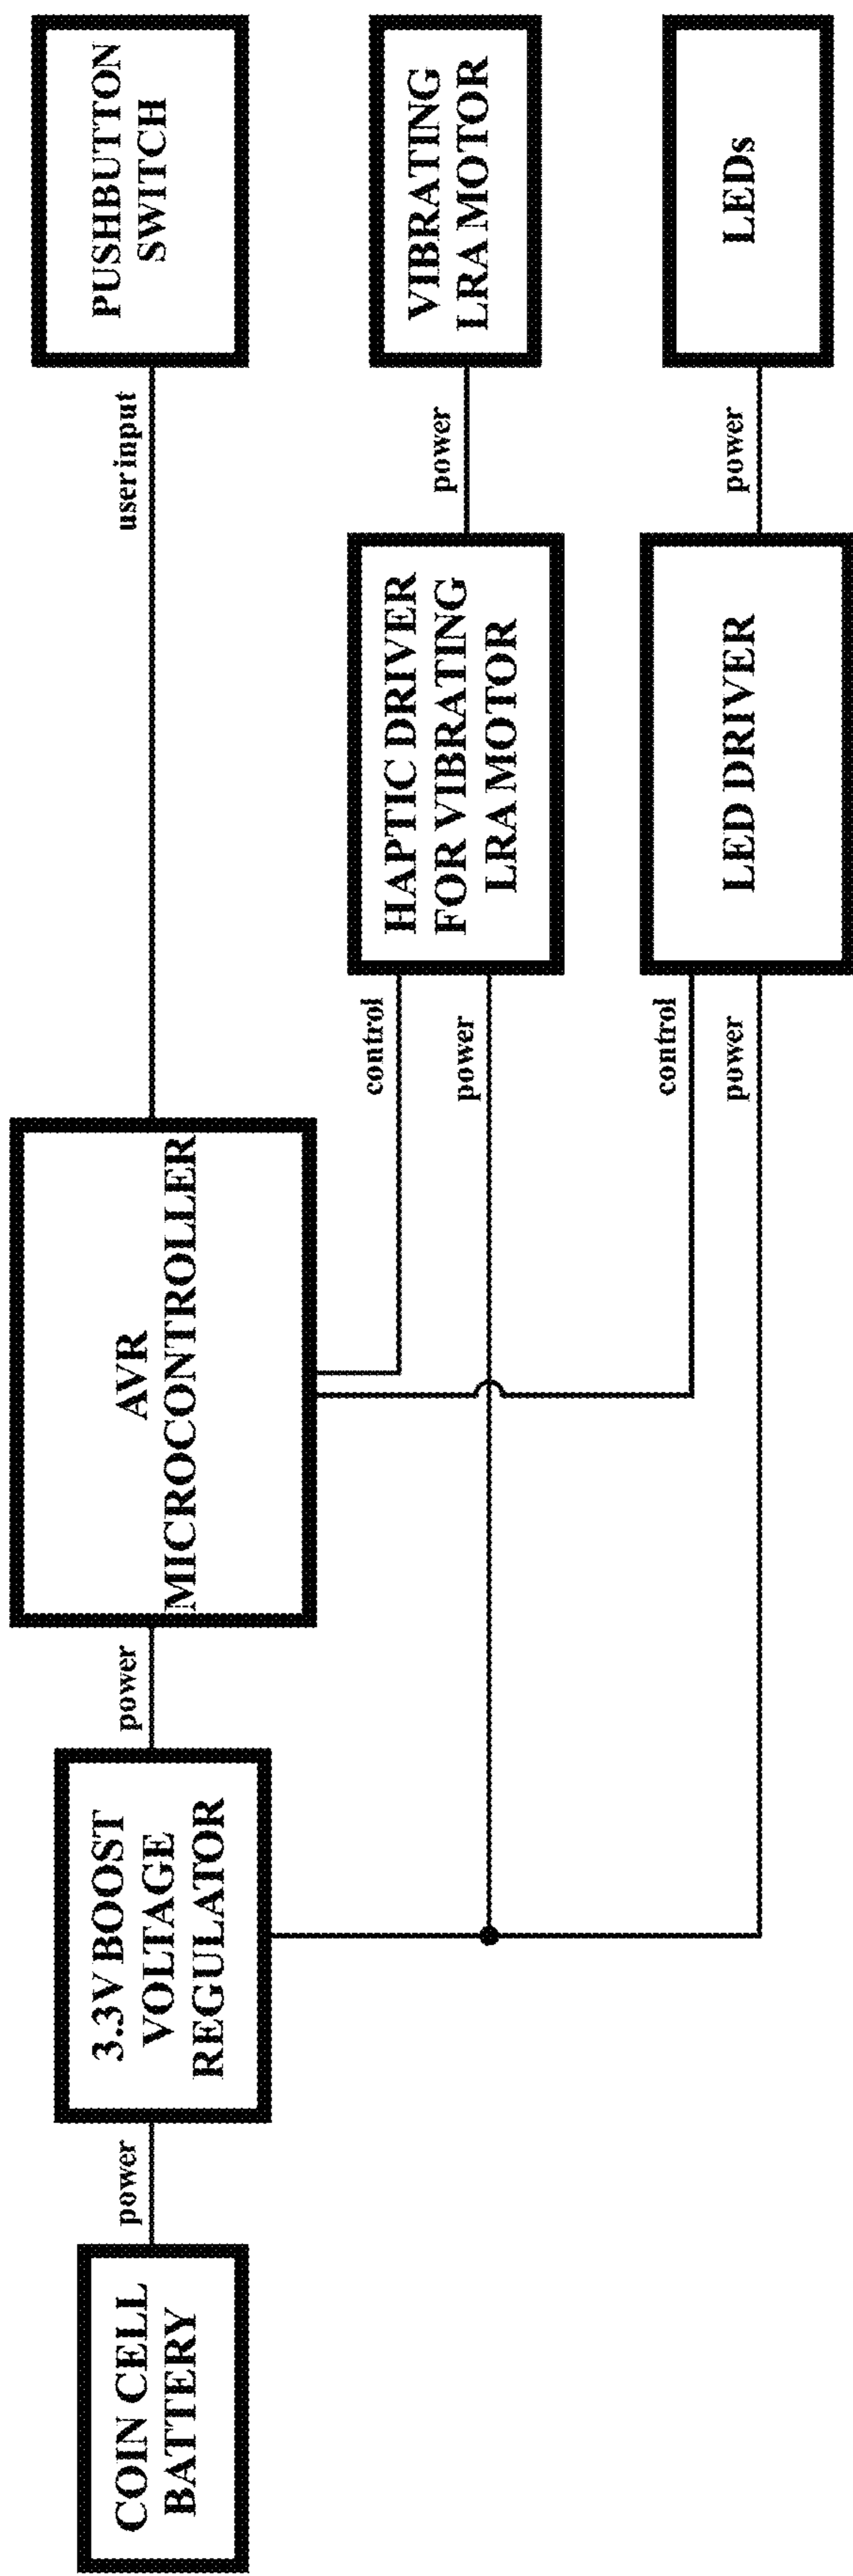 COIN CELL
BATTERY
power
3.3V BOOST
VOLTAGE
REGULATOR
power
AVR
MICROCONTROLLER
user input
PUSHBUTTON
SWITCH
control
power
HAPTIC DRIVER
FOR VIBRATING
LRA MOTOR
power
VIBRATING
LRA MOTOR
control
power
LED DRIVER
power
LEDs